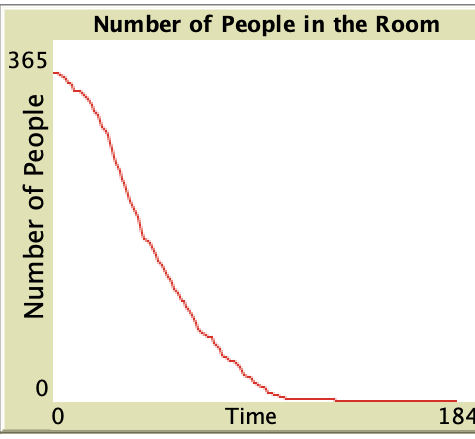 Number of People in the Room
365
Number of People
0
0 Time 184